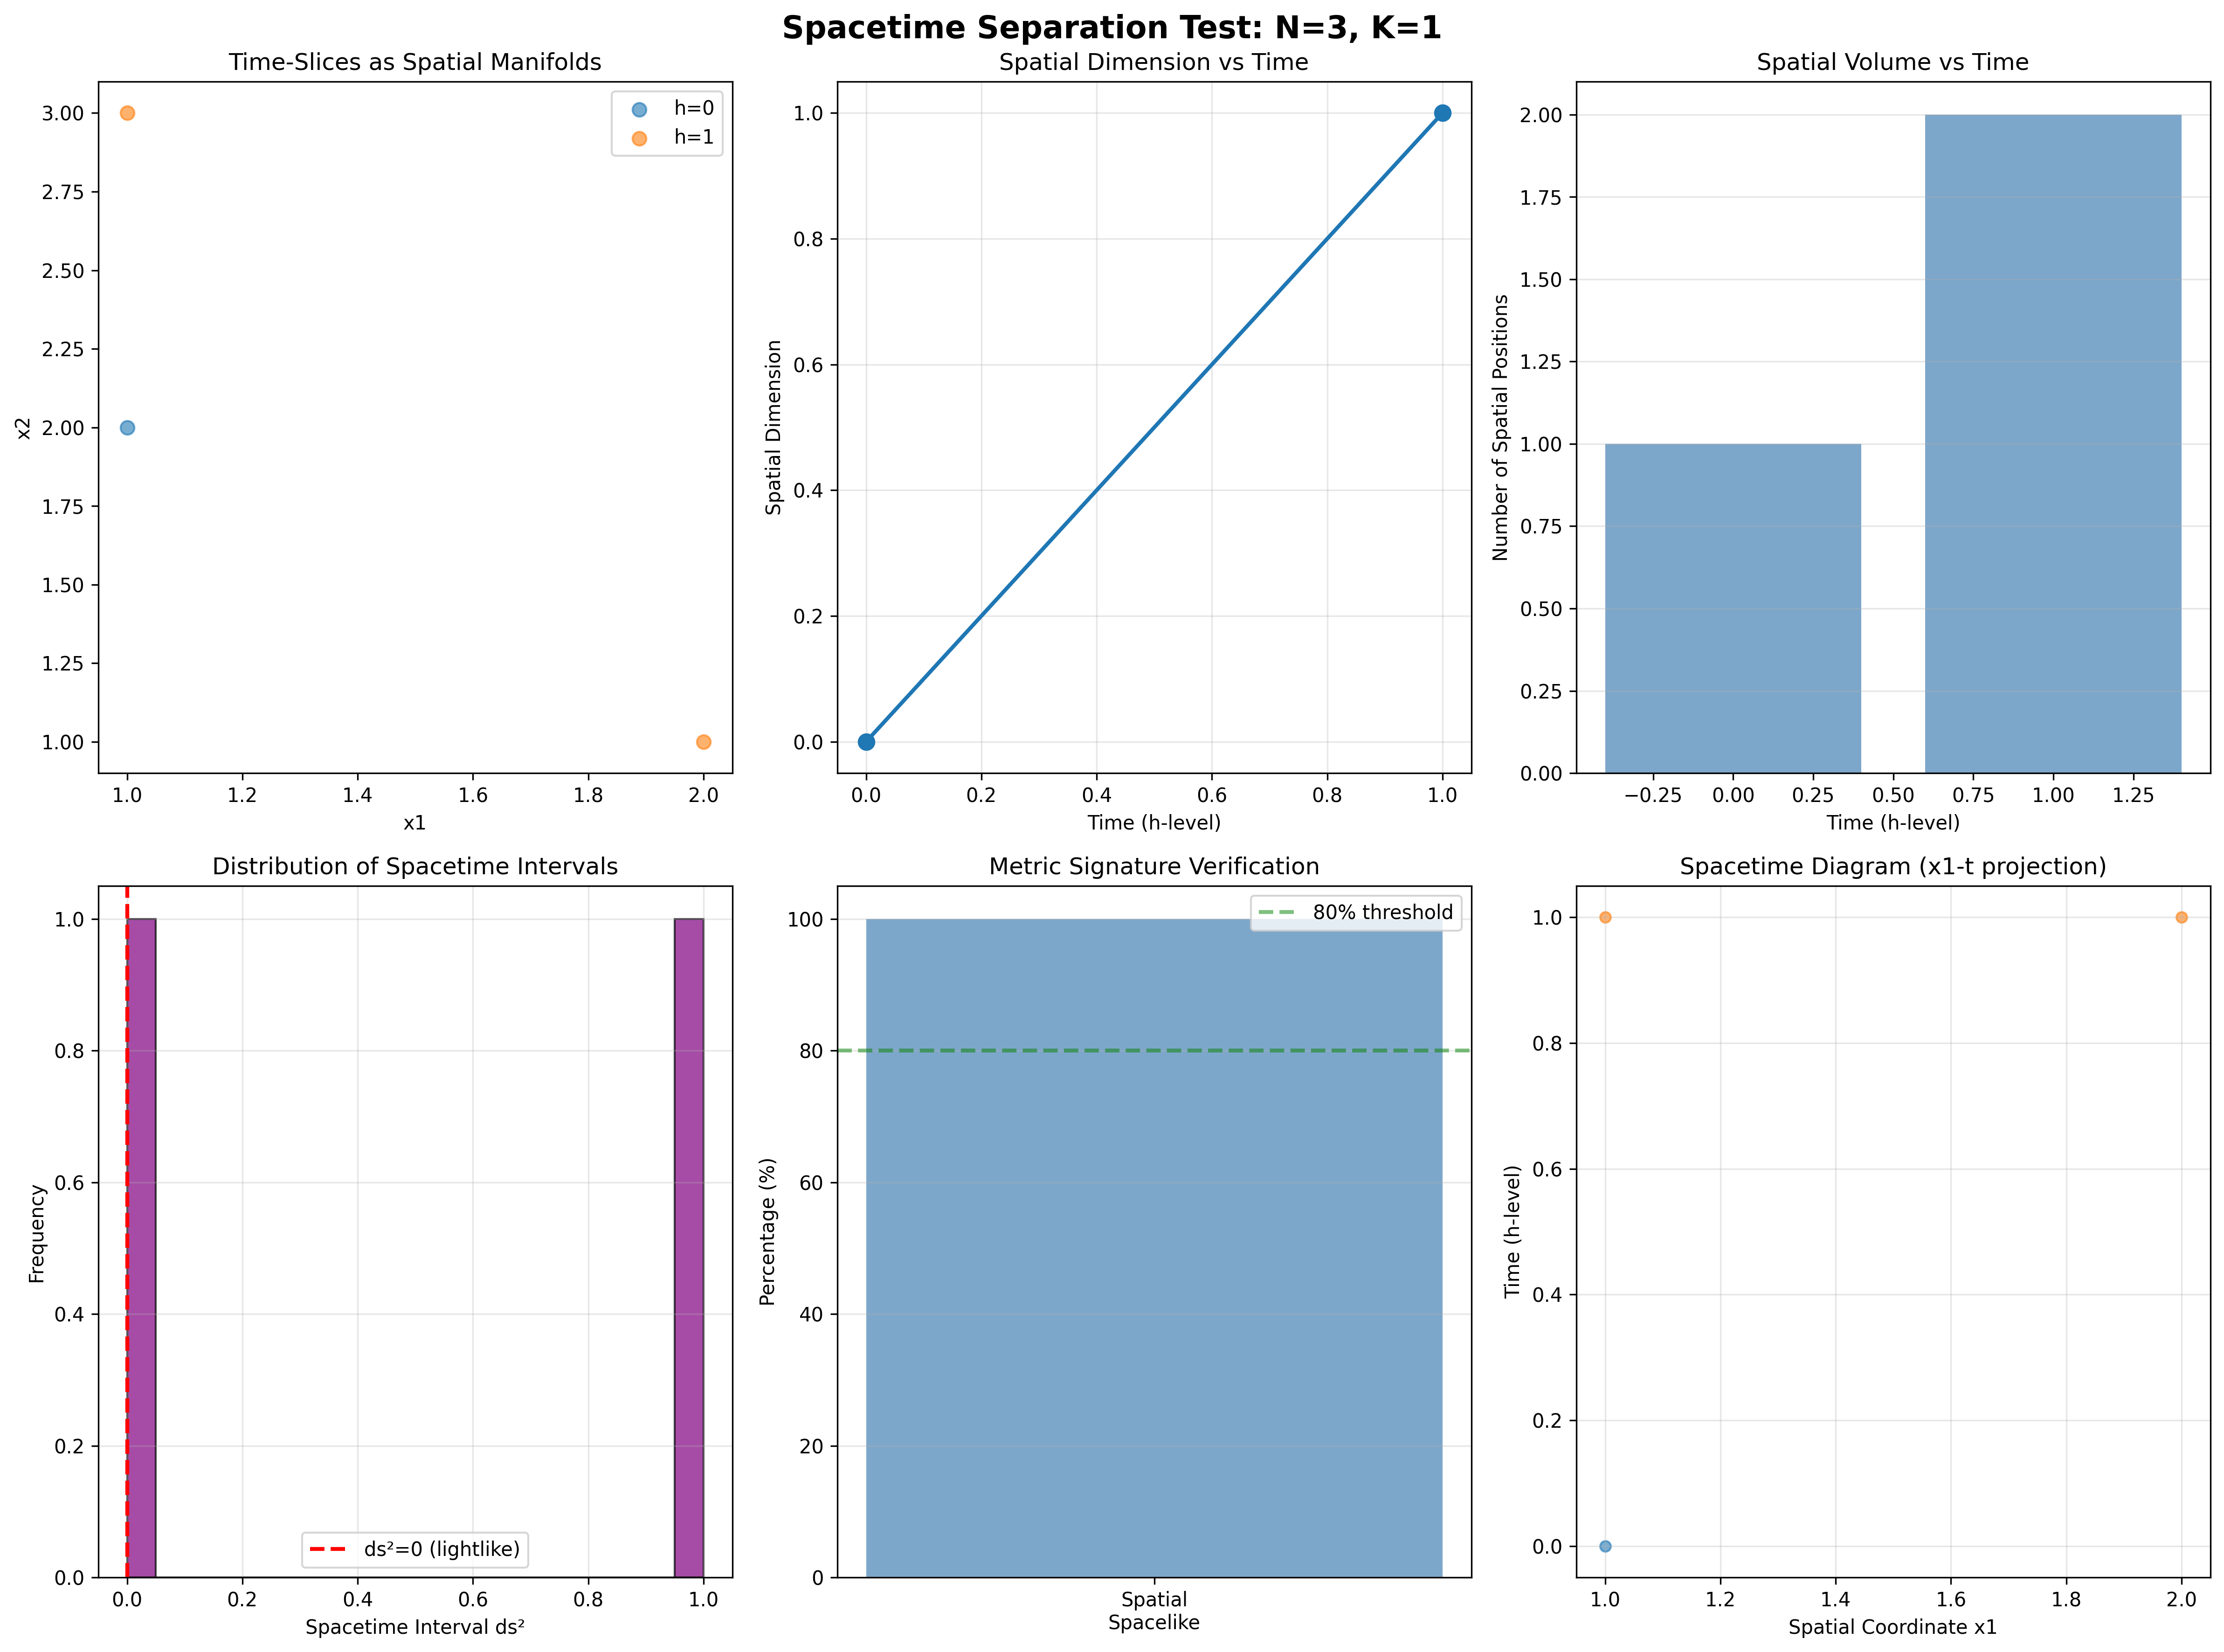 Spacetime Separation Test: N=3, K=1
Time-Slices as Spatial Manifolds
3.00
2.75
2.50
2.25
2.00
1.75
1.50
1.25
1.00
x2
h=0
h=1
1.0 1.2 1.4 1.6 1.8 2.0
x1
Spatial Dimension vs Time
1.0
0.8
0.6
0.4
0.2
0.0
Spatial Dimension
0.0 0.2 0.4 0.6 0.8 1.0
Time (h-level)
Spatial Volume vs Time
2.00
1.75
1.50
1.25
1.00
0.75
0.50
0.25
0.00
Number of Spatial Positions
−0.25 0.00 0.25 0.50 0.75 1.00 1.25
Time (h-level)
Distribution of Spacetime Intervals
1.0
0.8
0.6
0.4
0.2
0.0
Frequency
ds²=0 (lightlike)
0.0 0.2 0.4 0.6 0.8 1.0
Spacetime Interval ds²
Metric Signature Verification
100
80
60
40
20
0
Percentage (%)
80% threshold
Spatial
Spacelike
Spacetime Diagram (x1-t projection)
1.0
0.8
0.6
0.4
0.2
0.0
Time (h-level)
1.0 1.2 1.4 1.6 1.8 2.0
Spatial Coordinate x1